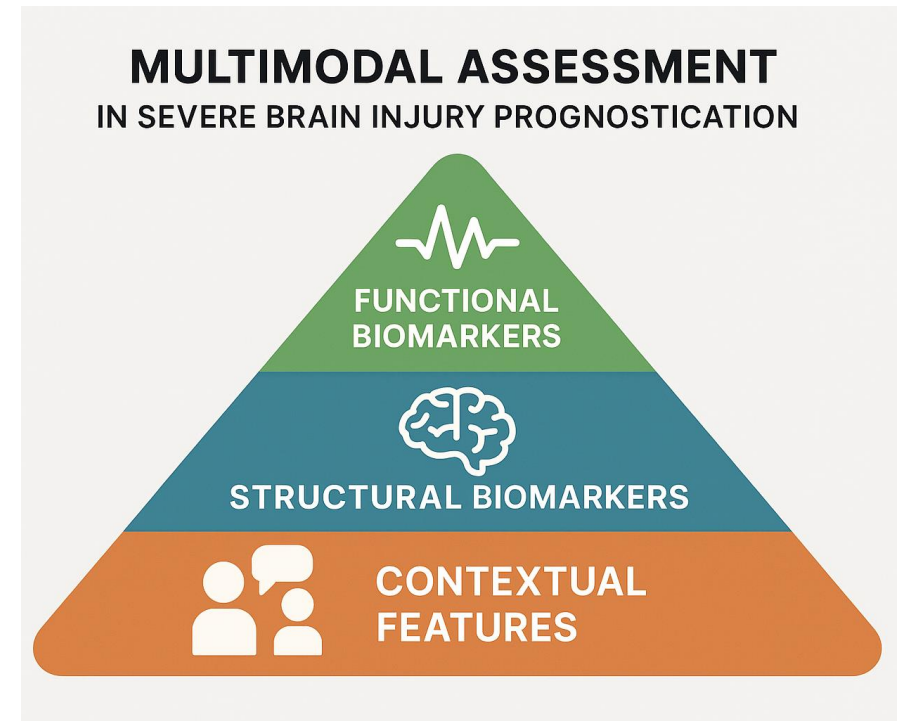 MULTIMODAL ASSESSMENT
IN SEVERE BRAIN INJURY PROGNOSTICATION
FUNCTIONAL
BIOMARKERS
STRUCTURAL BIOMARKERS
CONTEXTUAL
FEATURES